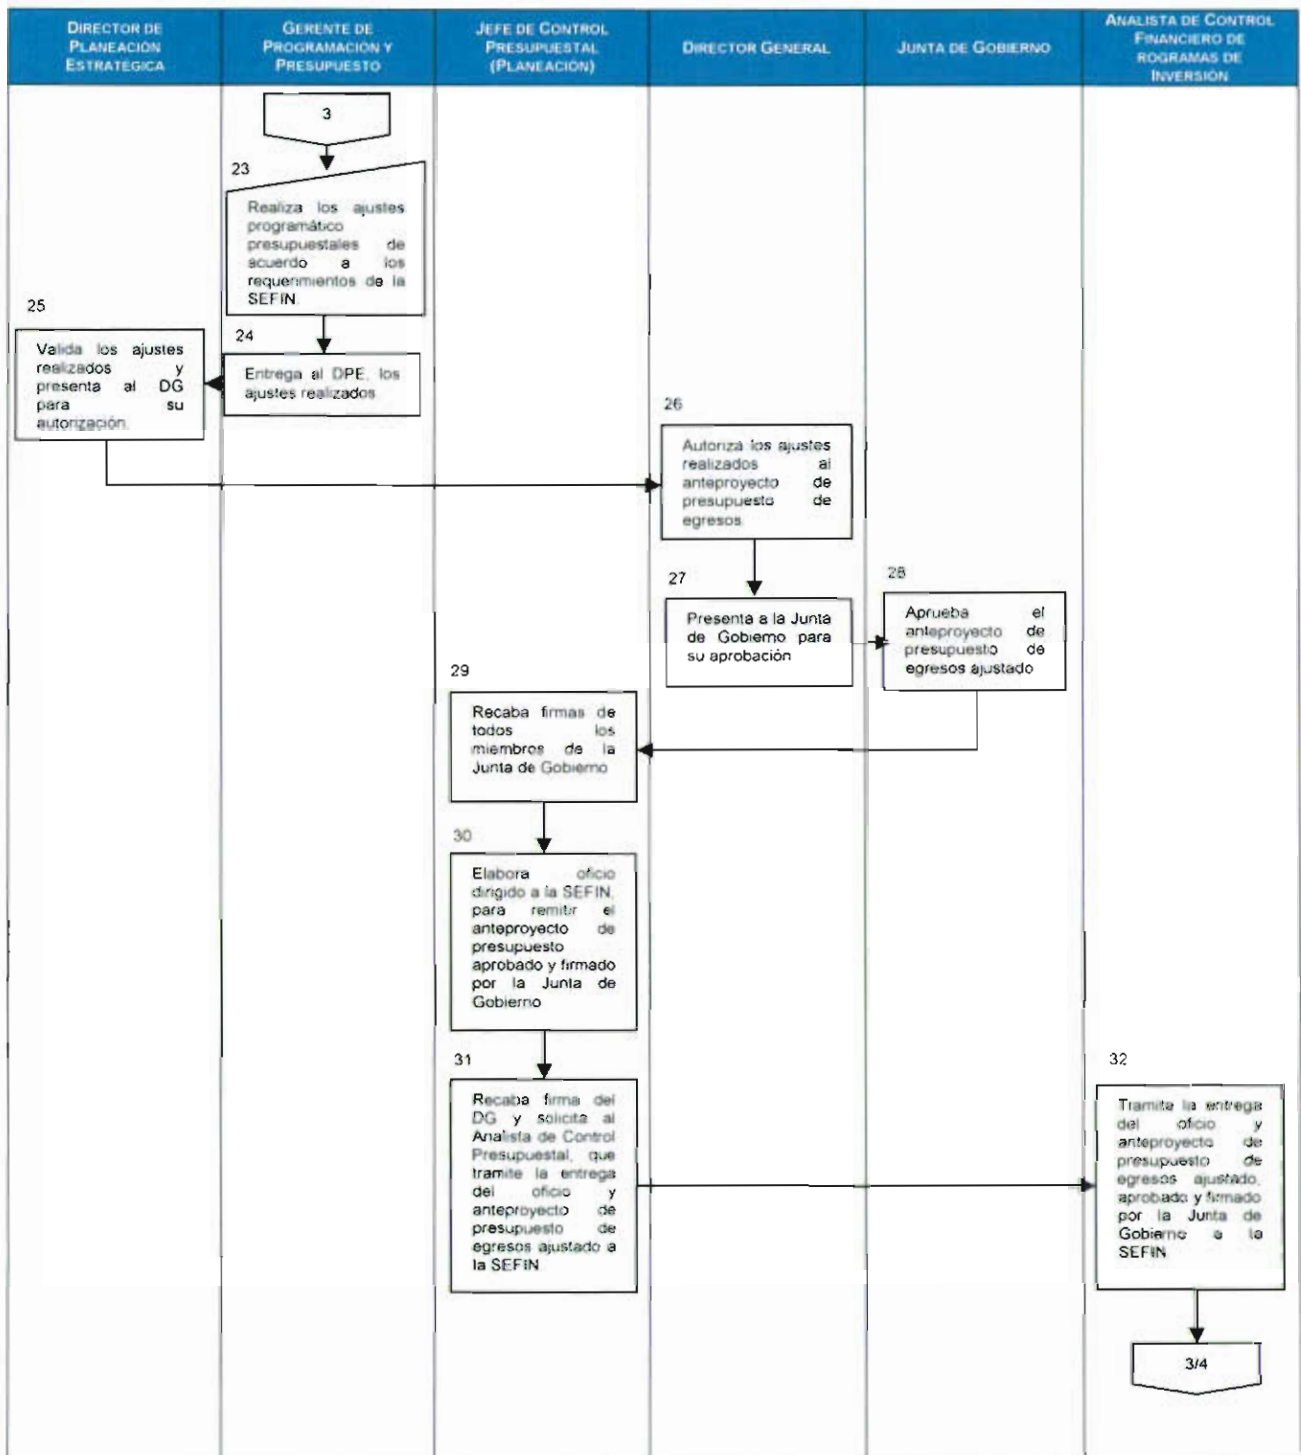 DIRECTOR DE
PLANEACIÓN
ESTRATÉGICA
GERENTE DE
PROGRAMACIÓN Y
PRESUPUESTO
JEFE DE CONTROL
PRESUPUESTAL
(PLANEACIÓN)
DIRECTOR GENERAL
JUNTA DE GOBIERNO
ANALISTA DE CONTROL
FINANCIERO DE
ROGRAMAS DE
INVERSIÓN
3
23
Realiza los ajustes
programático
presupuestales de
acuerdo a los
requerimientos de la
SEFIN
24
Entrega al DPE, los
ajustes realizados
25
Valida los ajustes
realizados y
presenta al DG
para su
autorización.
26
Autoriza los ajustes
realizados al
anteproyecto de
presupuesto de
egresos
27
Presenta a la Junta
de Gobierno para
su aprobación
28
Aprueba el
anteproyecto de
presupuesto de
egresos ajustado
29
Recaba firmas de
todos los
miembros de la
Junta de Gobierno
30
Elabora oficio
dirigido a la SEFIN,
para remitir el
anteproyecto de
presupuesto
aprobado y firmado
por la Junta de
Gobierno
31
Recaba firma del
DG y solicita al
Analista de Control
Presupuestal, que
tramite la entrega
del oficio y
anteproyecto de
presupuesto de
egresos ajustado a
la SEFIN
32
Tramita la entrega
del oficio y
anteproyecto de
presupuesto de
egresos ajustado,
aprobado y firmado
por la Junta de
Gobierno a la
SEFIN
3/4